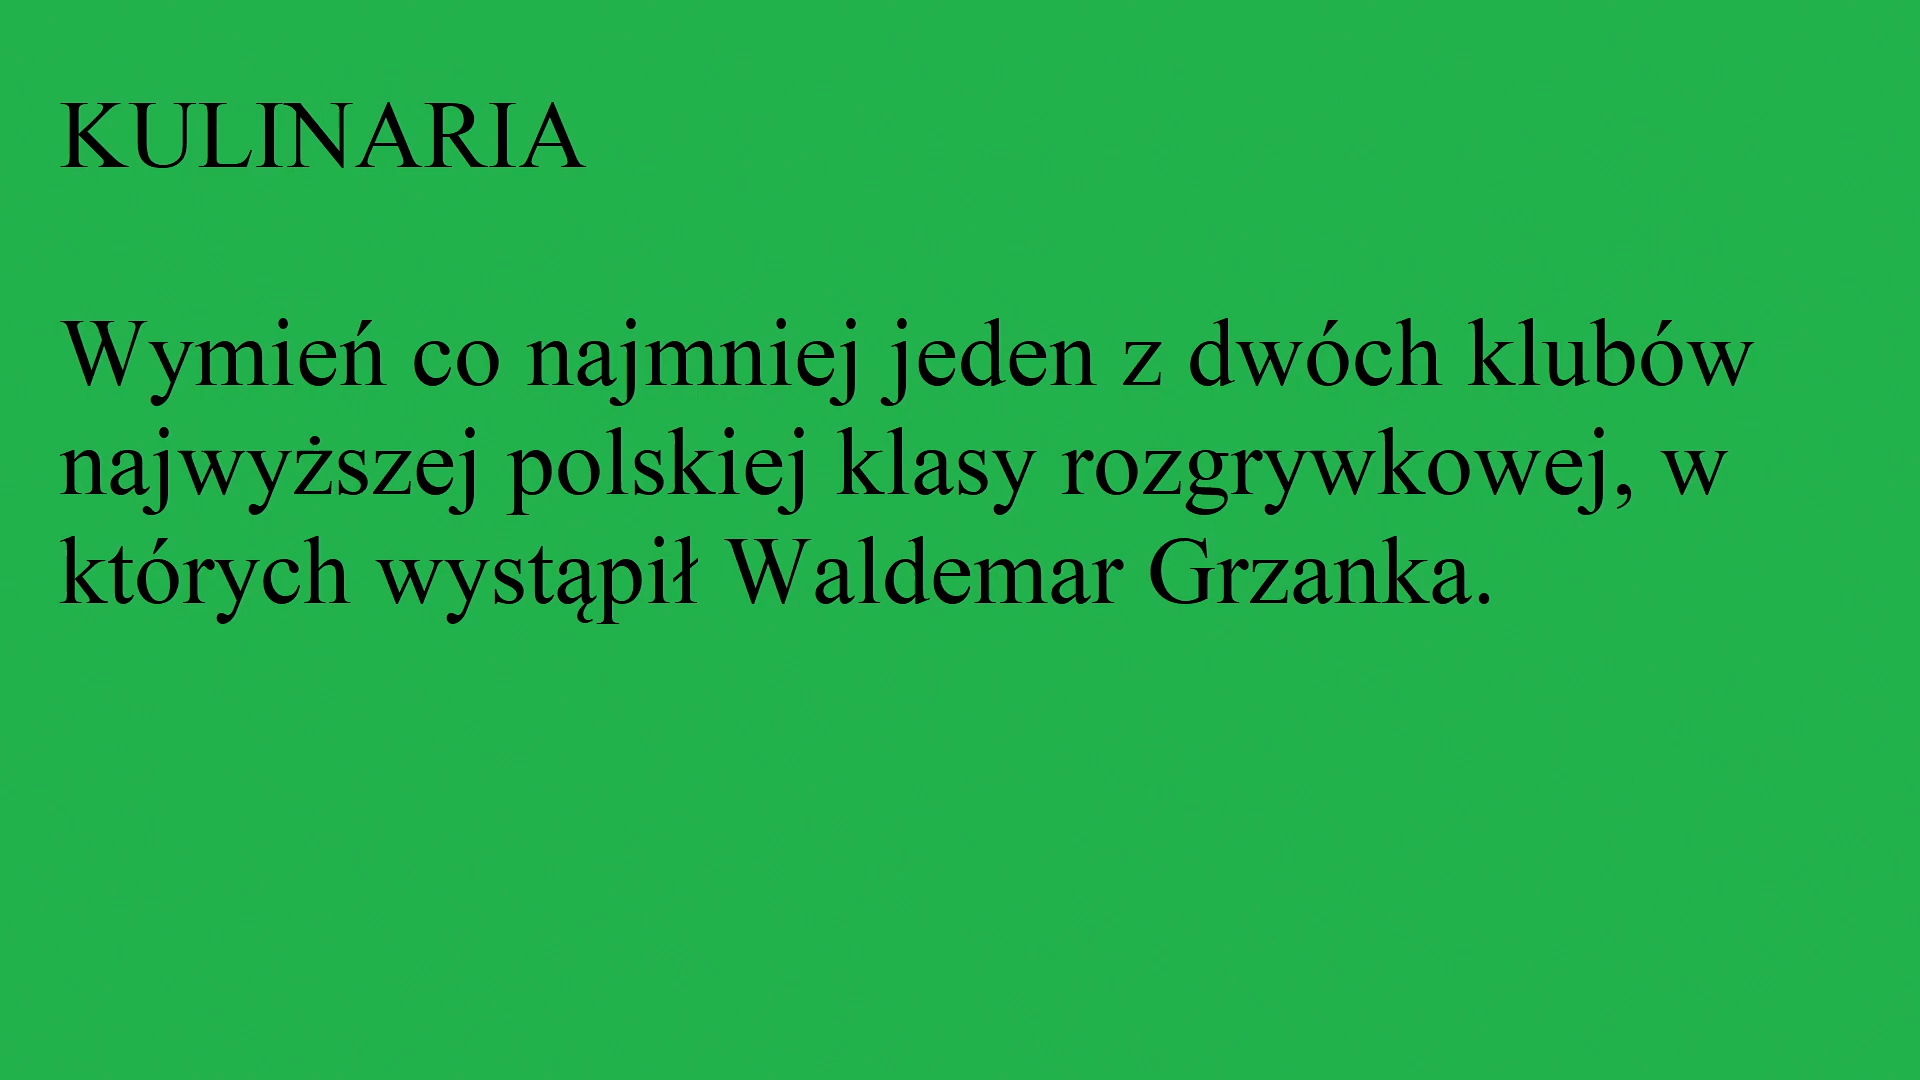 KULINARIA
Wymień co najmniej jeden z dwóch klubów
najwyższej polskiej klasy rozgrywkowej, w
których wystąpił Waldemar Grzanka.